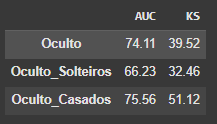 AUC KS
Oculto 74.11 39.52
Oculto_Solteiros 66.23 32.46
Oculto_Casados 75.56 51.12